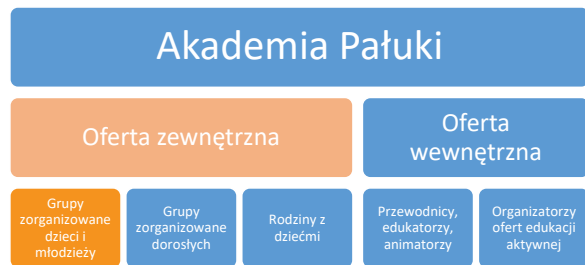 Akademia Pałuki
Oferta zewnętrzna
Oferta
wewnętrzna
Grupy
zorganizowane
dzieci i
młodzieży
Grupy
zorganizowane
dorosłych
Rodziny z
dziećmi
Przewodnicy,
edukatorzy,
animatorzy
Organizatorzy
ofert edukacji
aktywnej